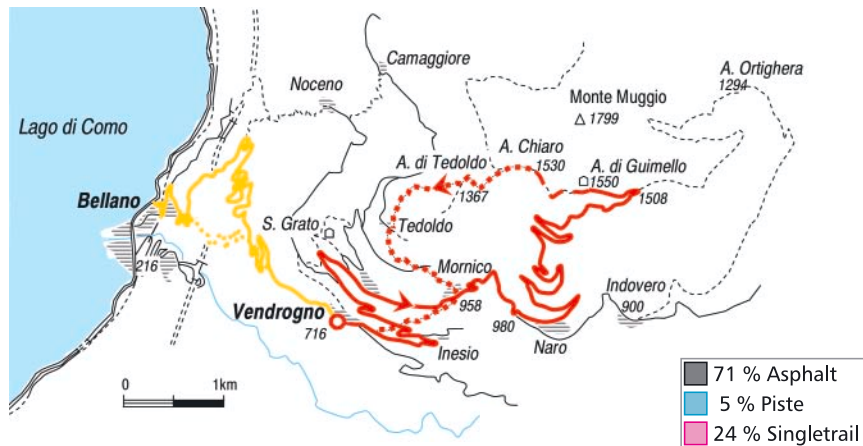 Camaggiore
A. Ortighera
1294
Noceno
Monte Muggio
1799
Lago di Como
A. Chiaro
1530
A. di Tedoldo
1367
A. di Guimello
1550
1508
Bellano
216
S. Grato
Tedoldo
Mornico
958
Indovero
900
Vendrogno
716
980
Naro
Inesio
0 1km
71 % Asphalt
5 % Piste
24 % Singletrail